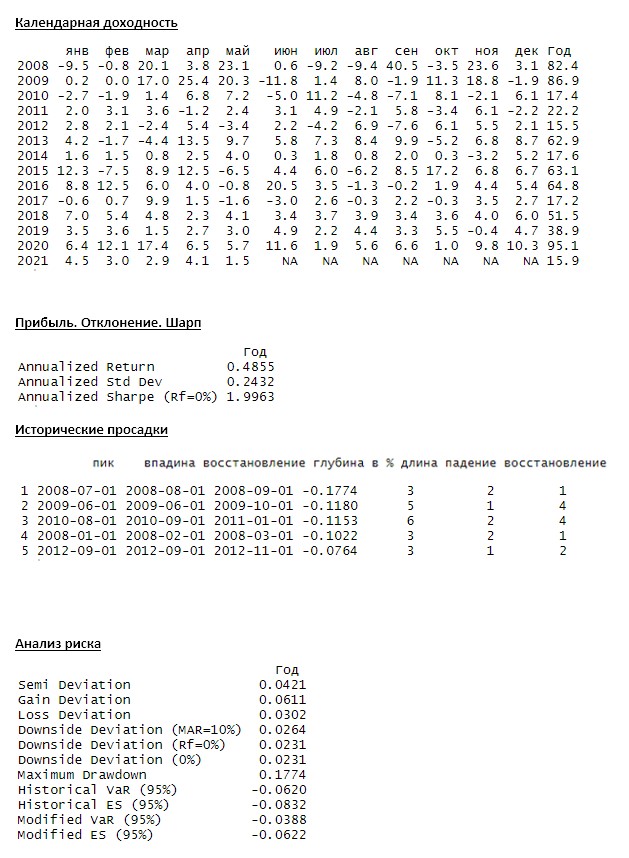 Календарная доходность
янв фев мар апр май июн июл авг сен окт ноя дек Год
2008 -9.5 -0.8 20.1 3.8 23.1 0.6 -9.2 -9.4 40.5 -3.5 23.6 3.1 82.4
2009 0.2 0.0 17.0 25.4 20.3 -11.8 1.4 8.0 -1.9 11.3 18.8 -1.9 86.9
2010 -2.7 -1.9 1.4 6.8 7.2 -5.0 11.2 -4.8 -7.1 8.1 -2.1 6.1 17.4
2011 2.0 3.1 3.6 -1.2 2.4 3.1 4.9 -2.1 5.8 -3.4 6.1 -2.2 22.2
2012 2.8 2.1 -2.4 5.4 -3.4 2.2 -4.2 6.9 -7.6 6.1 5.5 2.1 15.5
2013 4.2 -1.7 -4.4 13.5 9.7 5.8 7.3 8.4 9.9 -5.2 6.8 8.7 62.9
2014 1.6 1.5 0.8 2.5 4.0 0.3 1.8 0.8 2.0 0.3 -3.2 5.2 17.6
2015 12.3 -7.5 8.9 12.5 -6.5 4.4 6.0 -6.2 8.5 17.2 6.8 6.7 63.1
2016 8.8 12.5 6.0 4.0 -0.8 20.5 3.5 -1.3 -0.2 1.9 4.4 5.4 64.8
2017 -0.6 0.7 9.9 1.5 -1.6 -3.0 2.6 -0.3 2.2 -0.3 3.5 2.7 17.2
2018 7.0 5.4 4.8 2.3 4.1 3.4 3.7 3.9 3.4 3.6 4.0 6.0 51.5
2019 3.5 3.6 1.5 2.7 3.0 4.9 2.2 4.4 3.3 5.5 -0.4 4.7 38.9
2020 6.4 12.1 17.4 6.5 5.7 11.6 1.9 5.6 6.6 1.0 9.8 10.3 95.1
2021 4.5 3.0 2.9 4.1 1.5 NA NA NA NA NA NA NA 15.9
Прибыль. Отклонение. Шарп
Год
Annualized Return 0.4855
Annualized Std Dev 0.2432
Annualized Sharpe (Rf=0%) 1.9963
Исторические просадки
пик впадина восстановление глубина в % длина падение восстановление
1 2008-07-01 2008-08-01 2008-09-01 -0.1774 3 2 1
2 2009-06-01 2009-06-01 2009-10-01 -0.1180 5 1 4
3 2010-08-01 2010-09-01 2011-01-01 -0.1153 6 2 4
4 2008-01-01 2008-02-01 2008-03-01 -0.1022 3 2 1
5 2012-09-01 2012-09-01 2012-11-01 -0.0764 3 1 2
Анализ риска
Год
Semi Deviation 0.0421
Gain Deviation 0.0611
Loss Deviation 0.0302
Downside Deviation (MAR=10%) 0.0264
Downside Deviation (Rf=0%) 0.0231
Downside Deviation (0%) 0.0231
Maximum Drawdown 0.1774
Historical VaR (95%) -0.0620
Historical ES (95%) -0.0832
Modified VaR (95%) -0.0388
Modified ES (95%) -0.0622